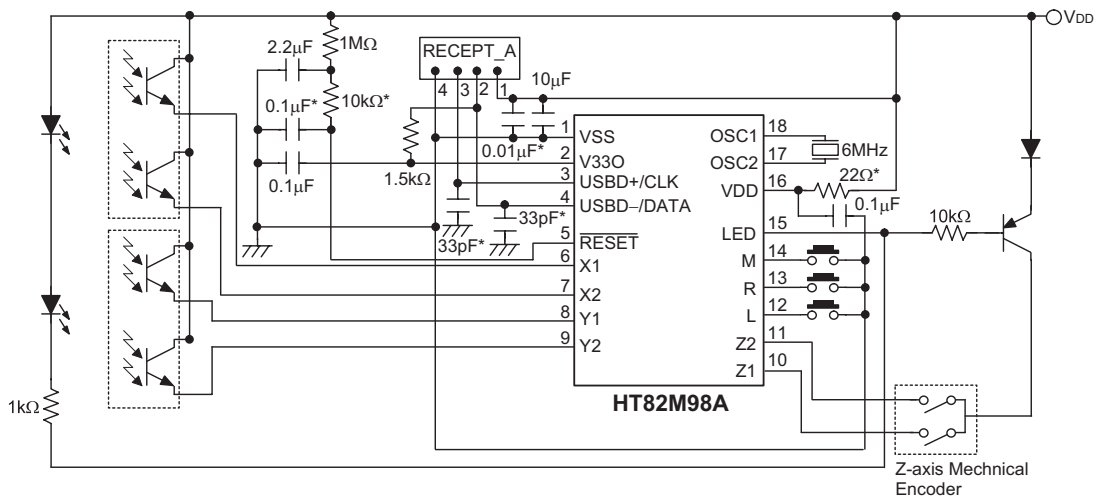 VDD
2.2μF
1MΩ
RECEPT_A
4 3 2 1
10μF
0.1μF*
10kΩ*
0.01μF*
0.1μF
1.5kΩ
33pF*
33pF*
1 VSS
2 V33O
3 USBD+/CLK
4 USBD−/DATA
5 RESET
6 X1
7 X2
8 Y1
9 Y2
OSC1 18
OSC2 17
VDD 16
LED 15
M 14
R 13
L 12
Z2 11
Z1 10
6MHz
22Ω*
0.1μF
10kΩ
1kΩ
HT82M98A
Z-axis Mechnical
Encoder